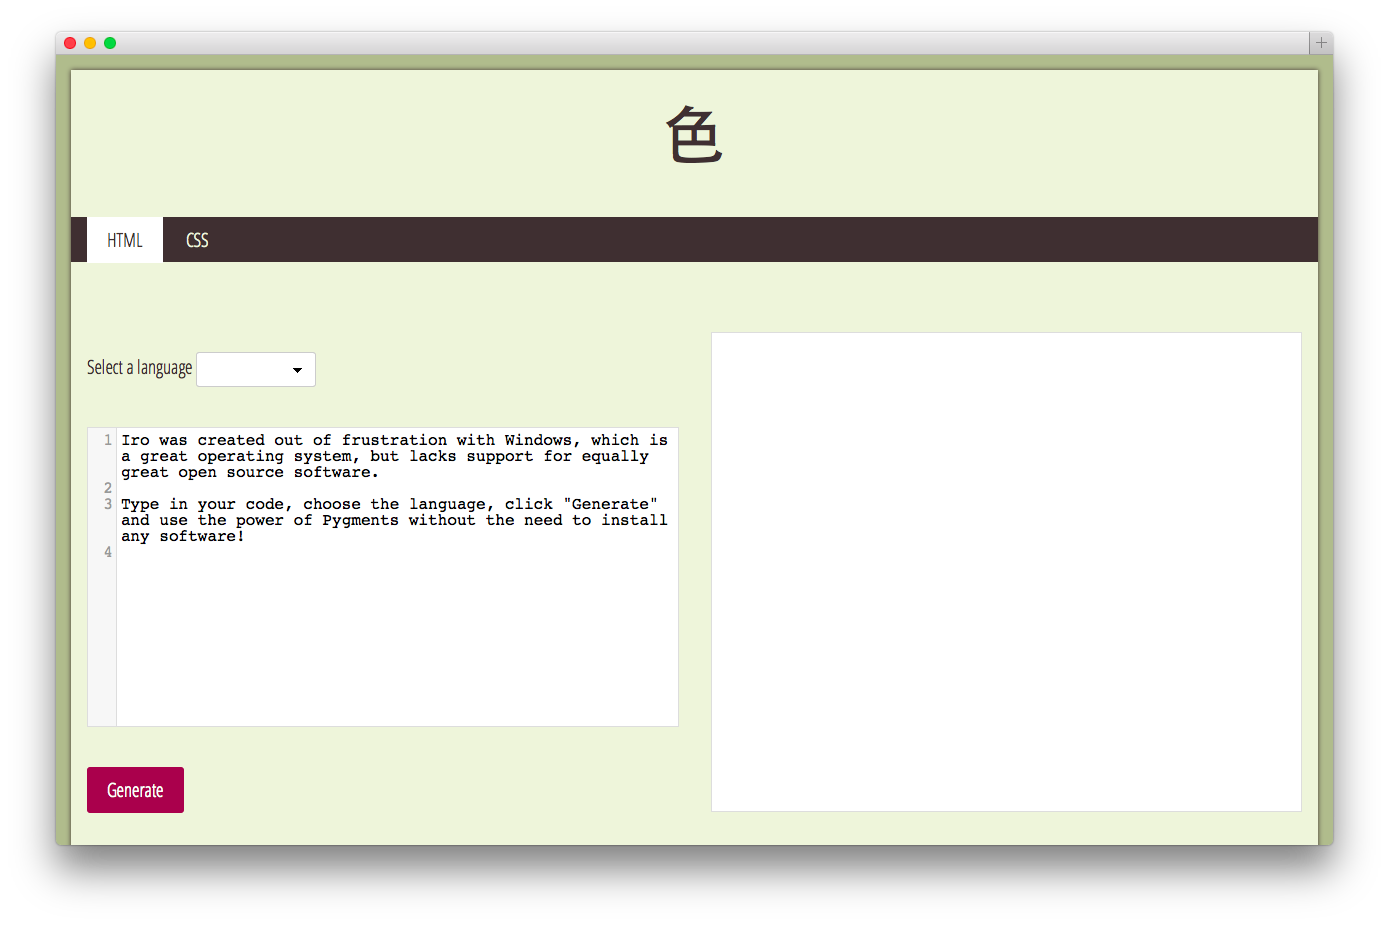 色
HTML CSS
Select a language
1 Iro was created out of frustration with Windows, which is
a great operating system, but lacks support for equally
great open source software.
2
3 Type in your code, choose the language, click "Generate"
and use the power of Pygments without the need to install
any software!
4
Generate